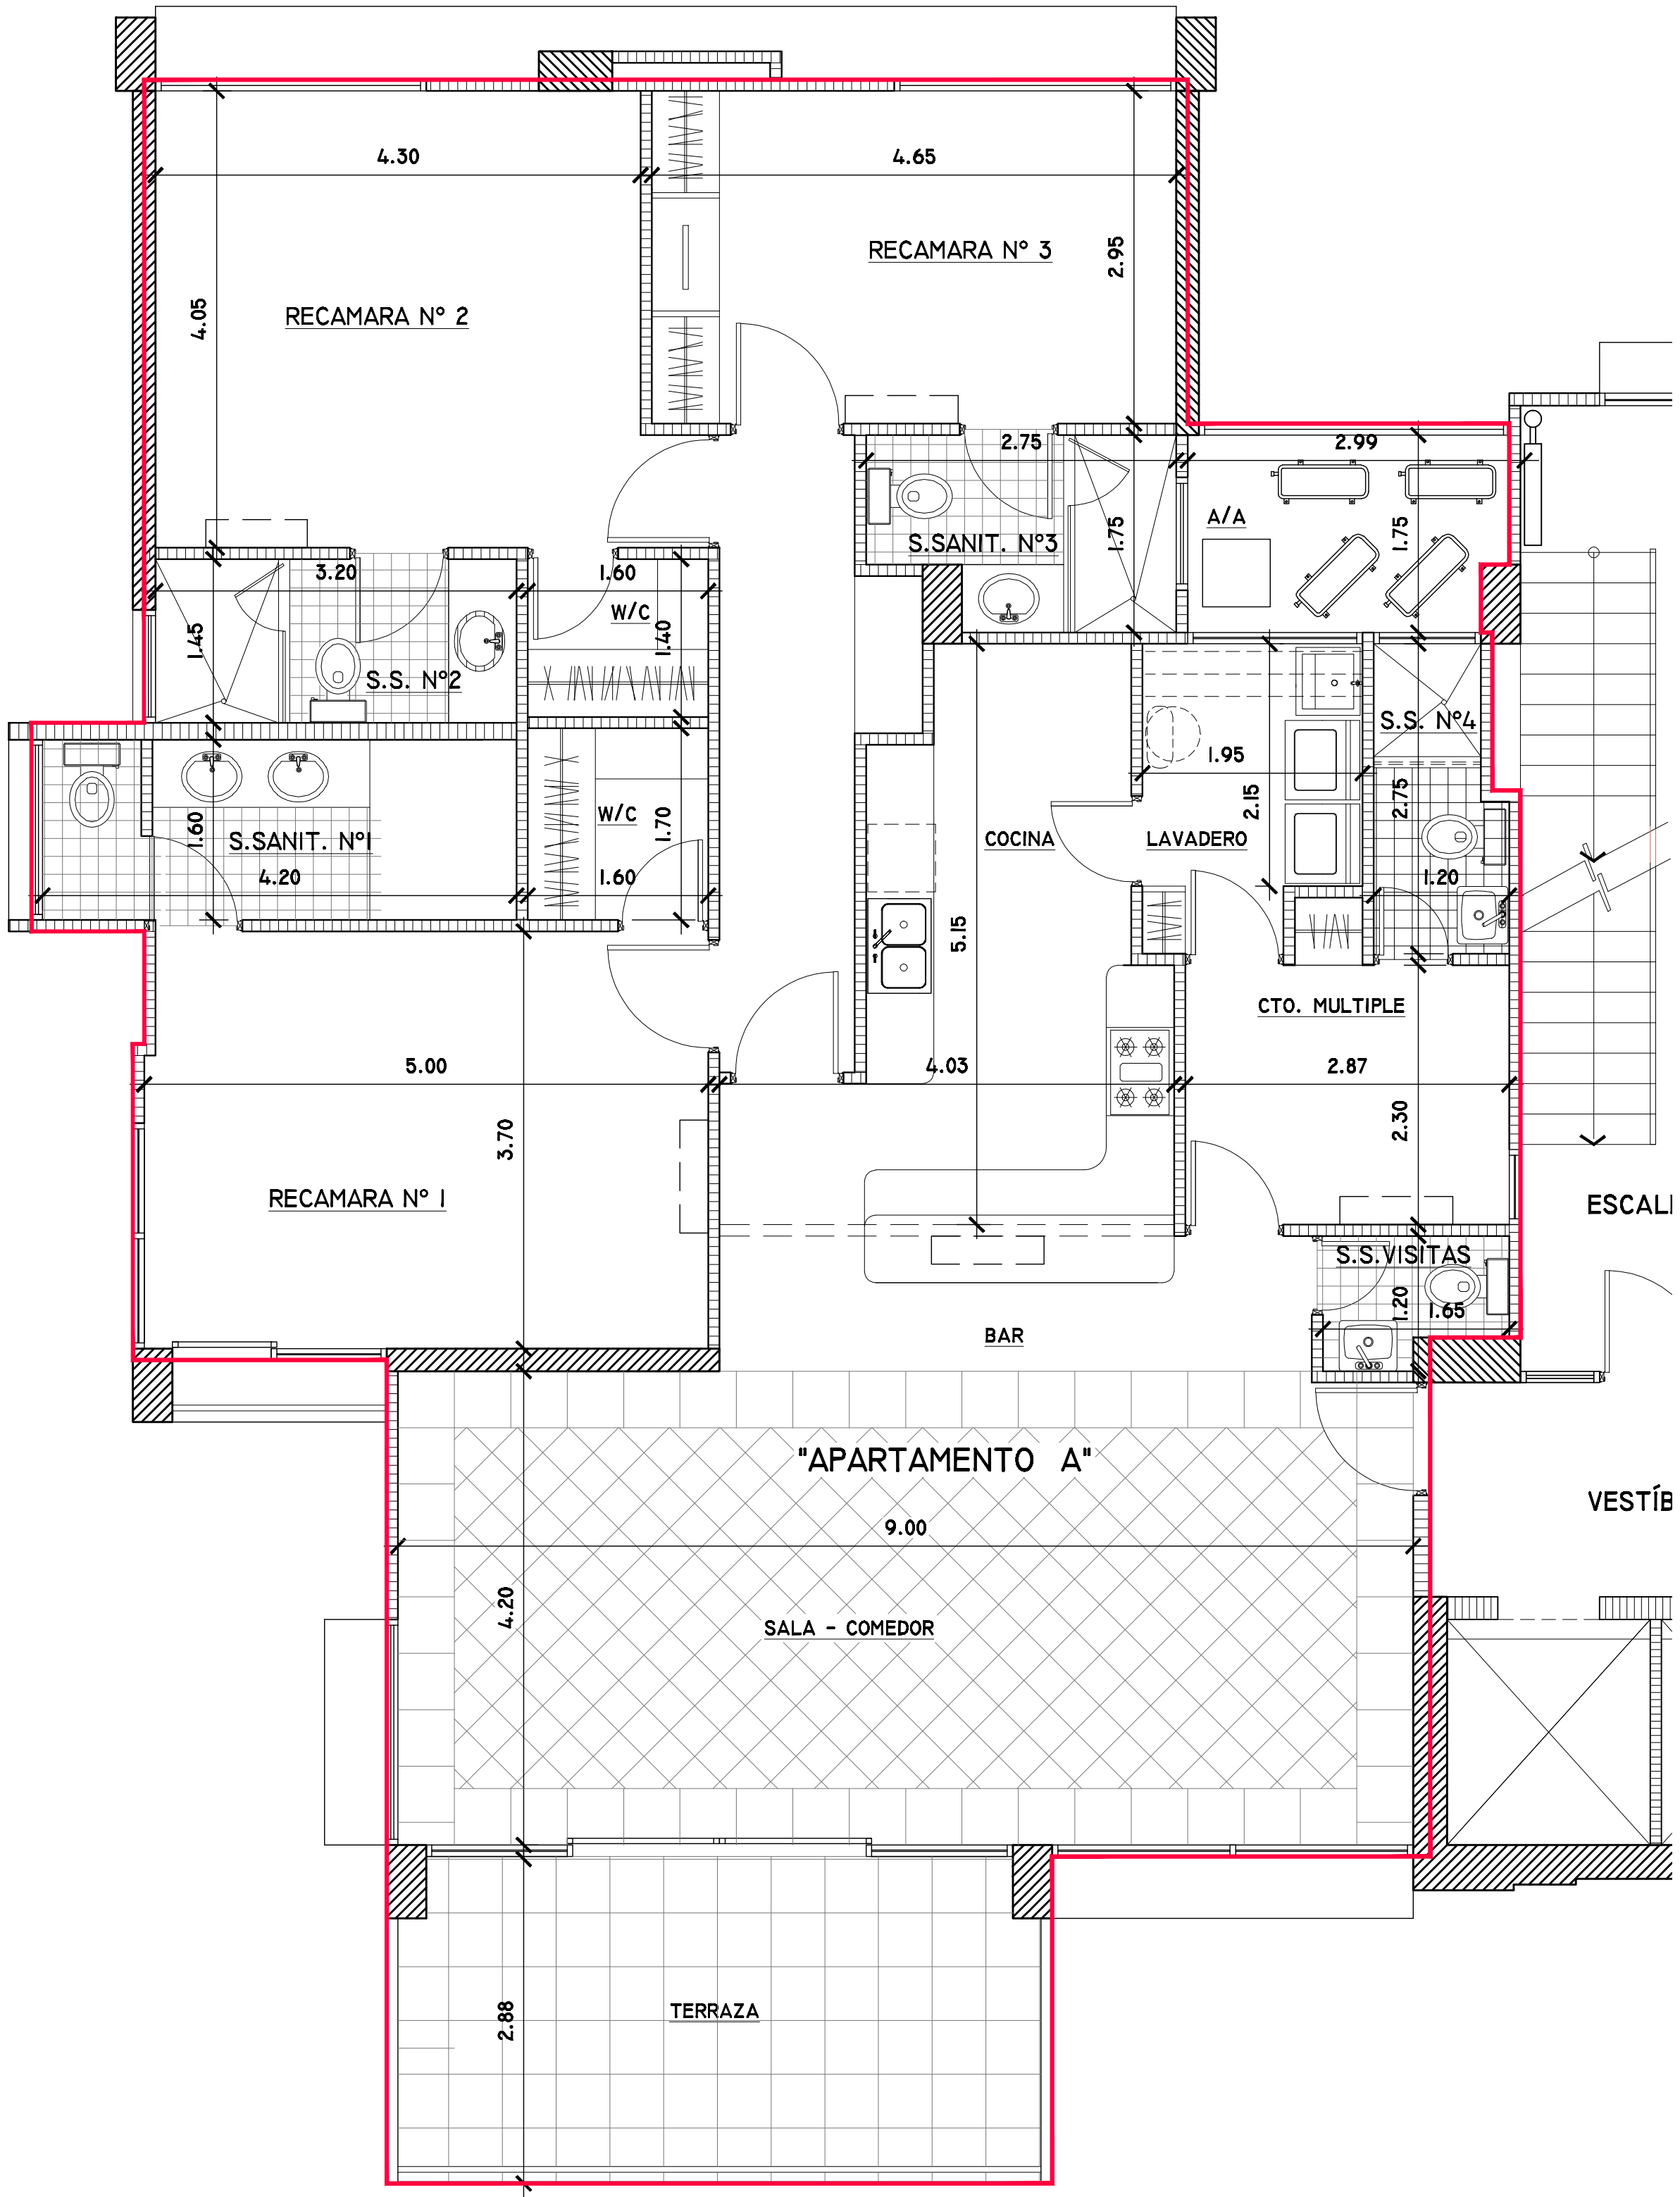 4.30
4.65
RECAMARA N° 3
2.95
4.05
RECAMARA N° 2
2.75
2.99
A/A
1.75
1.75
S.SANIT. N°3
3.20
1.60
W/C
1.45
1.40
S.S. N°2
S.S. N°4
1.95
2.75
2.15
W/C
1.70
1.60
S.SANIT. N°1
COCINA
LAVADERO
4.20
1.60
1.20
5.15
CTO. MULTIPLE
5.00
4.03
2.87
3.70
2.30
RECAMARA N° 1
ESCALI
S.S.VISITAS
1.20
1.65
BAR
"APARTAMENTO A"
VESTÍB
9.00
4.20
SALA - COMEDOR
TERRAZA
2.88